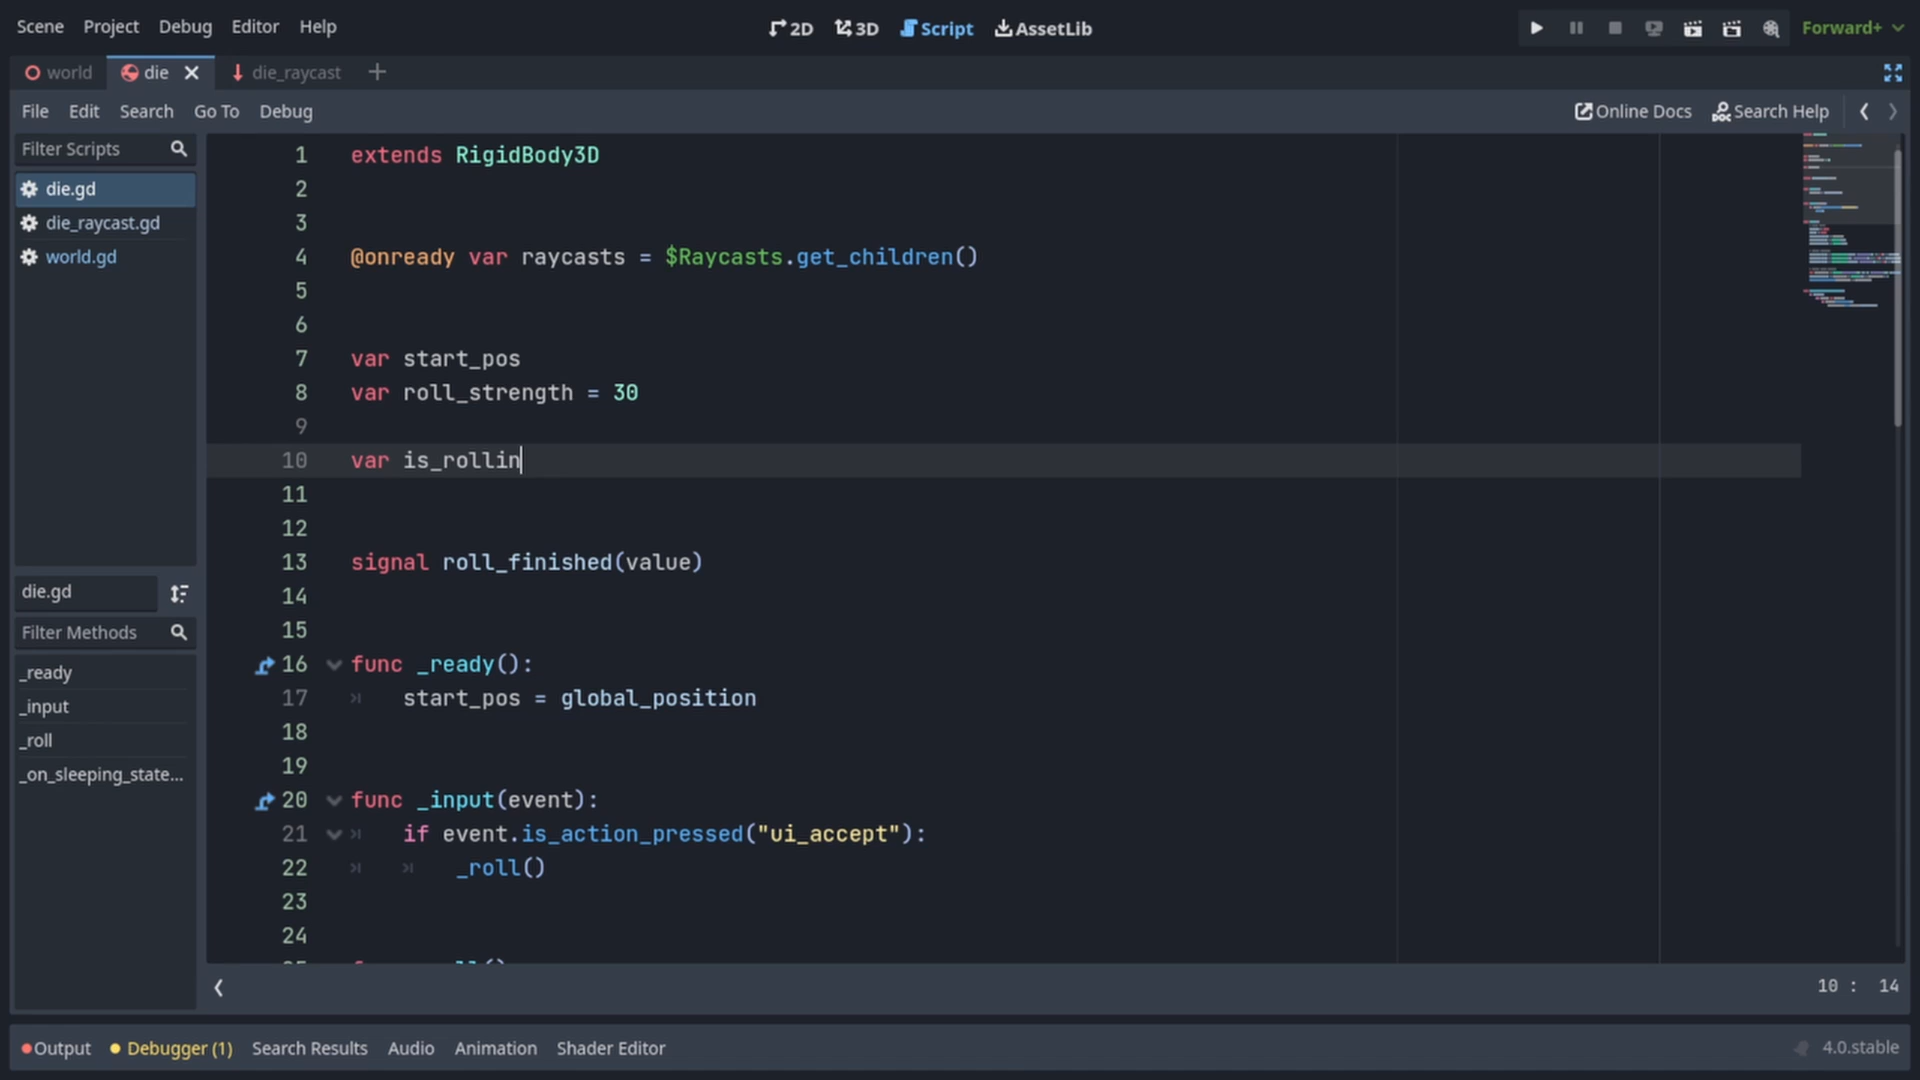 Scene Project Debug Editor Help 2D 3D Script AssetLib Forward+
world die die_raycast
File Edit Search Go To Debug Online Docs Search Help
Filter Scripts
die.gd
die_raycast.gd
world.gd
die.gd
Filter Methods
_ready
_input
_roll
_on_sleeping_state...
1 extends RigidBody3D
2
3
4 @onready var raycasts = $Raycasts.get_children()
5
6
7 var start_pos
8 var roll_strength = 30
9
10 var is_rollin
11
12
13 signal roll_finished(value)
14
15
16 func _ready():
17 start_pos = global_position
18
19
20 func _input(event):
21 if event.is_action_pressed("ui_accept"):
22 _roll()
23
24
10 : 14
Output Debugger (1) Search Results Audio Animation Shader Editor 4.0.stable